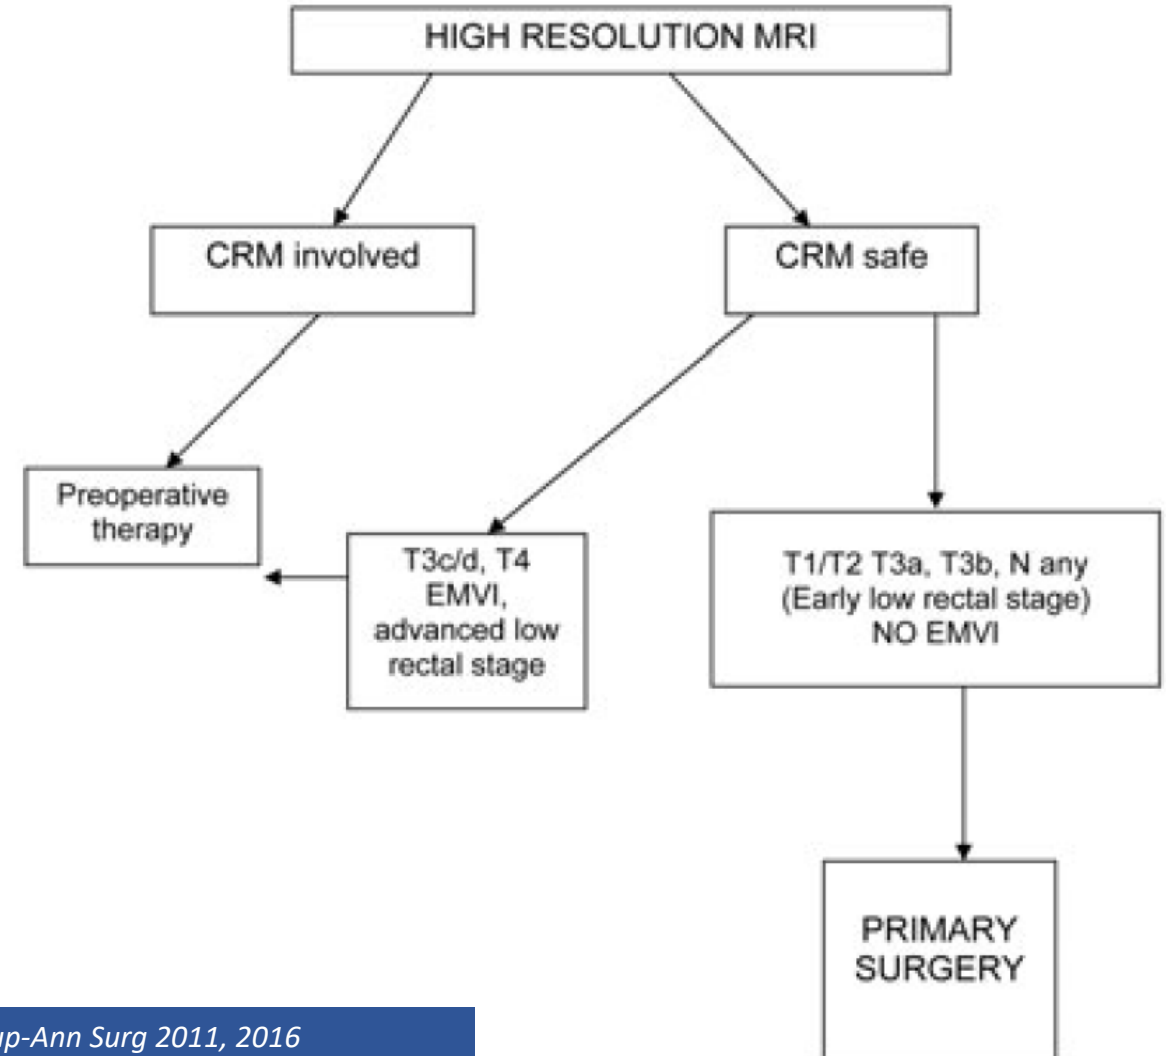 HIGH RESOLUTION MRI
CRM involved
CRM safe
Preoperative
therapy
T3c/d, T4
EMVI,
advanced low
rectal stage
T1/T2 T3a, T3b, N any
(Early low rectal stage)
NO EMVI
PRIMARY
SURGERY
up-Ann Surg 2011, 2016